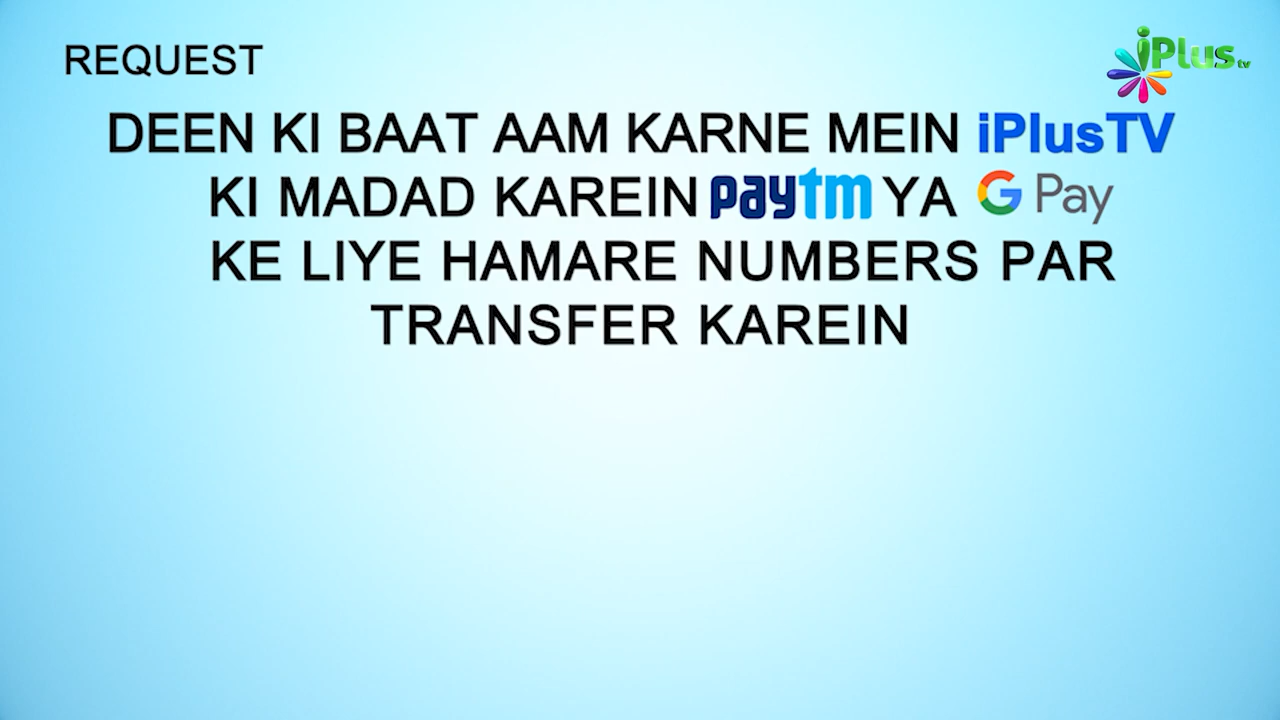 REQUEST
iPlus tv
DEEN KI BAAT AAM KARNE MEIN iPlusTV
KI MADAD KAREIN paytm YA G Pay
KE LIYE HAMARE NUMBERS PAR
TRANSFER KAREIN